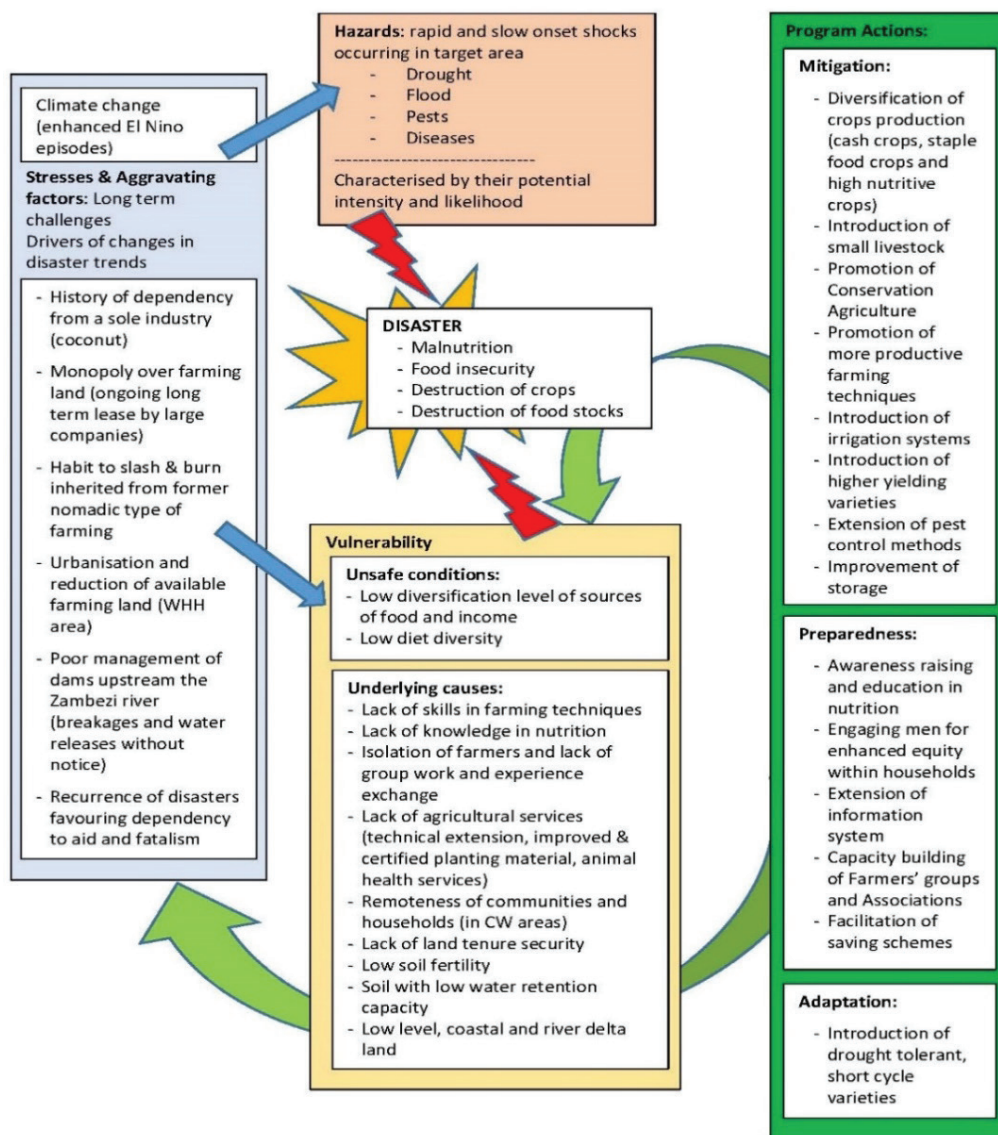 Climate change
(enhanced El Nino
episodes)
Stresses & Aggravating
factors: Long term
challenges
Drivers of changes in
disaster trends
- History of dependency
from a sole industry
(coconut)
- Monopoly over farming
land (ongoing long
term lease by large
companies)
- Habit to slash & burn
inherited from former
nomadic type of
farming
- Urbanisation and
reduction of available
farming land (WHH
area)
- Poor management of
dams upstream the
Zambezi river
(breakages and water
releases without
notice)
- Recurrence of disasters
favouring dependency
to aid and fatalism
Hazards: rapid and slow onset shocks
occurring in target area
- Drought
- Flood
- Pests
- Diseases
----------------------------------
Characterised by their potential
intensity and likelihood
DISASTER
- Malnutrition
- Food insecurity
- Destruction of crops
- Destruction of food stocks
Vulnerability
Unsafe conditions:
- Low diversification level of sources
of food and income
- Low diet diversity
Underlying causes:
- Lack of skills in farming techniques
- Lack of knowledge in nutrition
- Isolation of farmers and lack of
group work and experience
exchange
- Lack of agricultural services
(technical extension, improved &
certified planting material, animal
health services)
- Remoteness of communities and
households (in CW areas)
- Lack of land tenure security
- Low soil fertility
- Soil with low water retention
capacity
- Low level, coastal and river delta
land
Program Actions:
Mitigation:
- Diversification of
crops production
(cash crops, staple
food crops and
high nutritive
crops)
- Introduction of
small livestock
- Promotion of
Conservation
Agriculture
- Promotion of
more productive
farming
techniques
- Introduction of
irrigation systems
- Introduction of
higher yielding
varieties
- Extension of pest
control methods
- Improvement of
storage
Preparedness:
- Awareness raising
and education in
nutrition
- Engaging men for
enhanced equity
within households
- Extension of
information
system
- Capacity building
of Farmers' groups
and Associations
- Facilitation of
saving schemes
Adaptation:
- Introduction of
drought tolerant,
short cycle
varieties